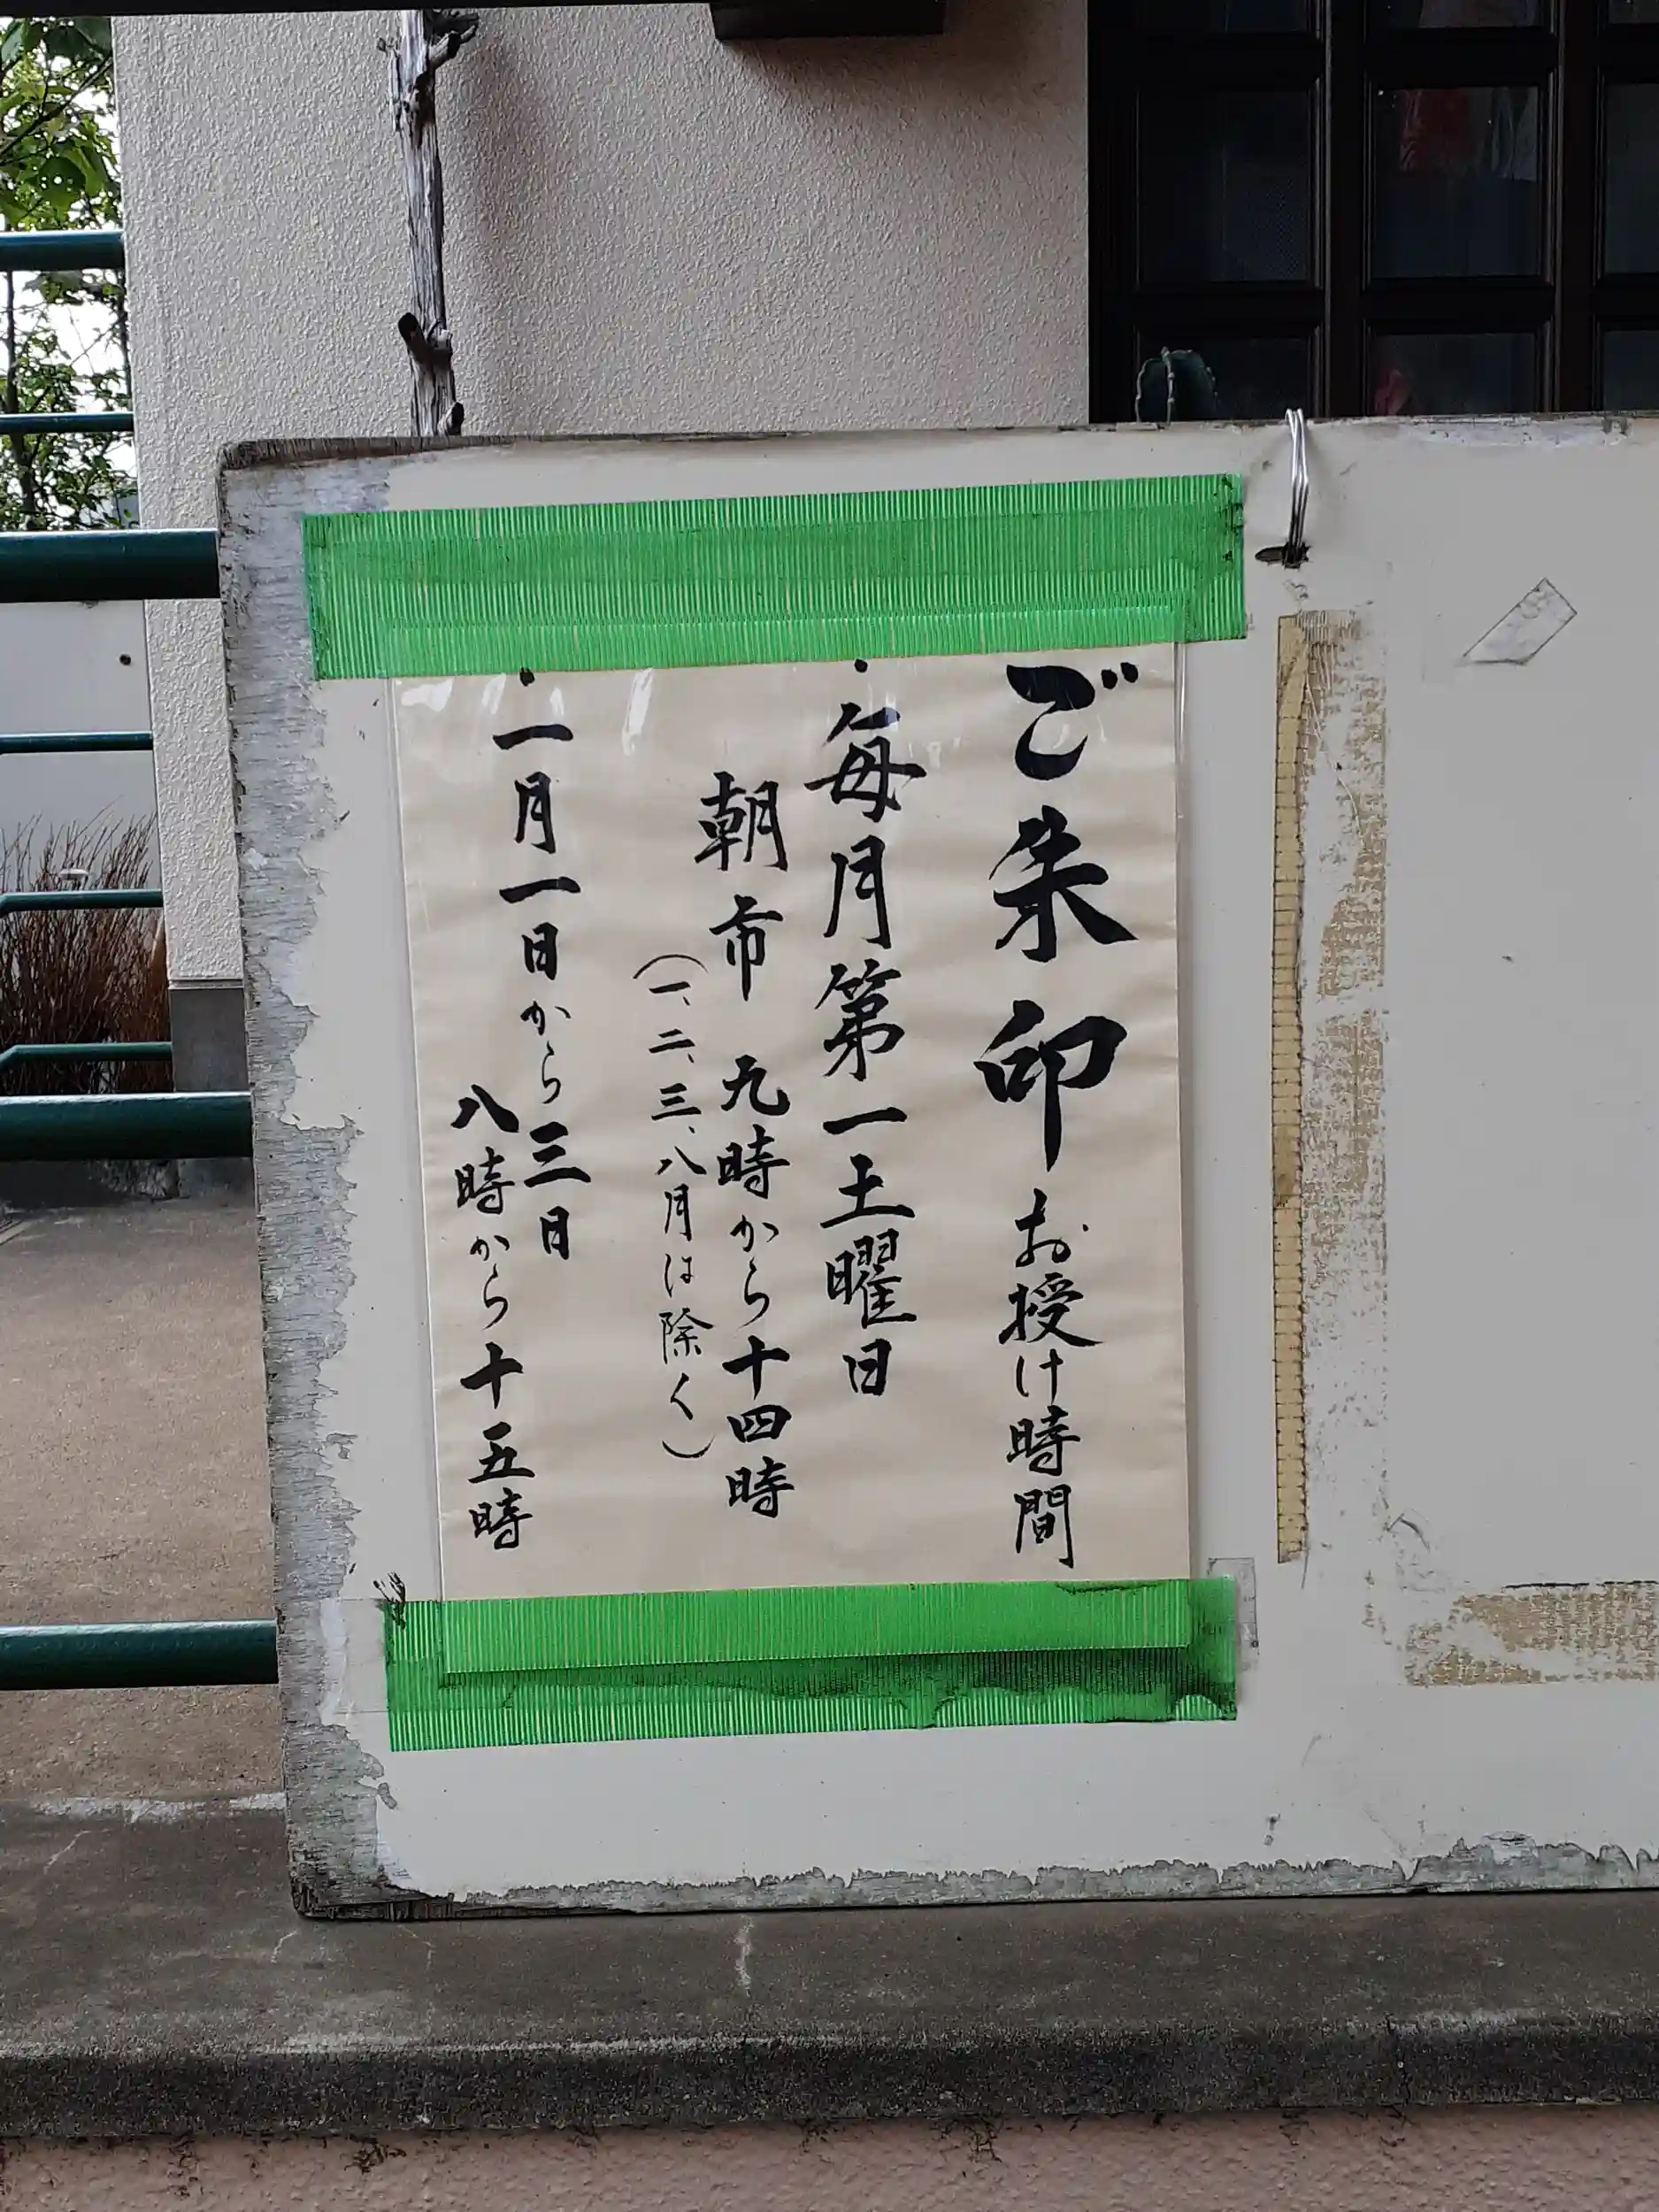 ご朱印お授け時間
・毎月第一土曜日
朝市 九時から十四時
(一、二、三、八月は除く)
・一月一日から三日
八時から十五時